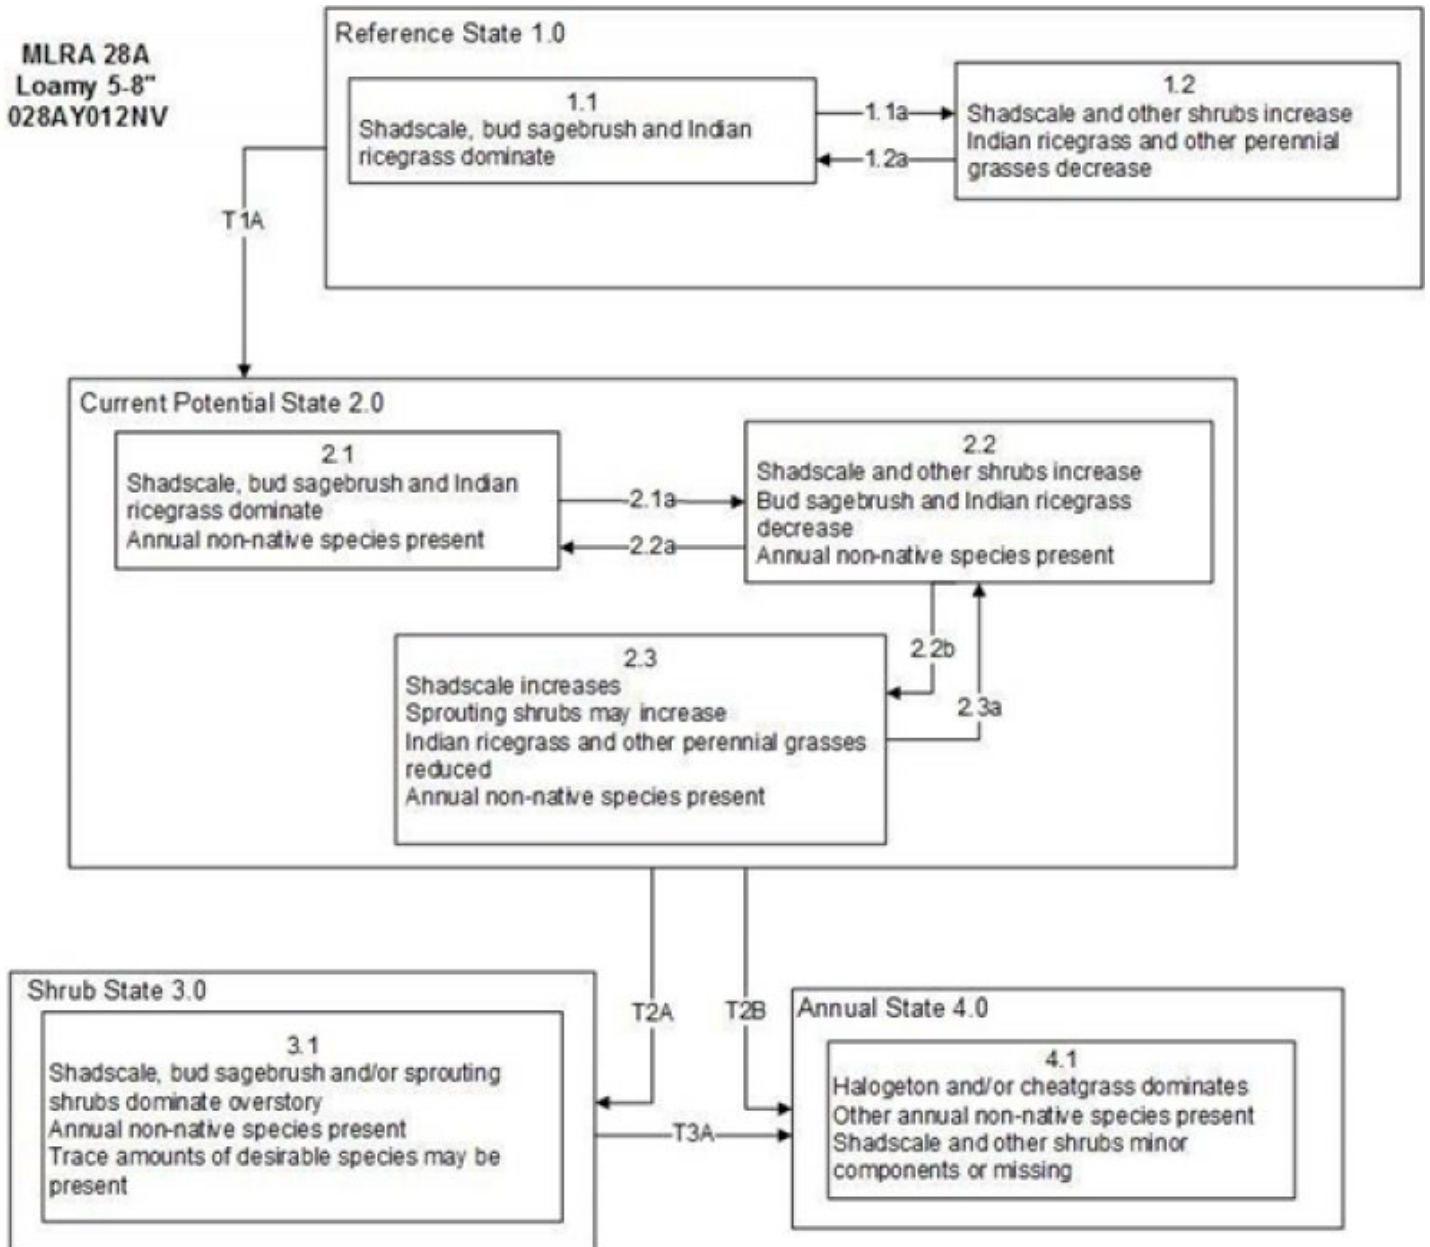 MLRA 28A
Loamy 5-8"
028AY012NV
Reference State 1.0
1.1
Shadscale, bud sagebrush and Indian
ricegrass dominate
1.1a
1.2a
1.2
Shadscale and other shrubs increase
Indian ricegrass and other perennial
grasses decrease
T1A
Current Potential State 2.0
2.1
Shadscale, bud sagebrush and Indian
ricegrass dominate
Annual non-native species present
2.1a
2.2a
2.2
Shadscale and other shrubs increase
Bud sagebrush and Indian ricegrass
decrease
Annual non-native species present
2.2b
2.3a
2.3
Shadscale increases
Sprouting shrubs may increase
Indian ricegrass and other perennial grasses
reduced
Annual non-native species present
T2A
T2B
Shrub State 3.0
3.1
Shadscale, bud sagebrush and/or sprouting
shrubs dominate overstory
Annual non-native species present
Trace amounts of desirable species may be
present
T3A
Annual State 4.0
4.1
Halogeton and/or cheatgrass dominates
Other annual non-native species present
Shadscale and other shrubs minor
components or missing